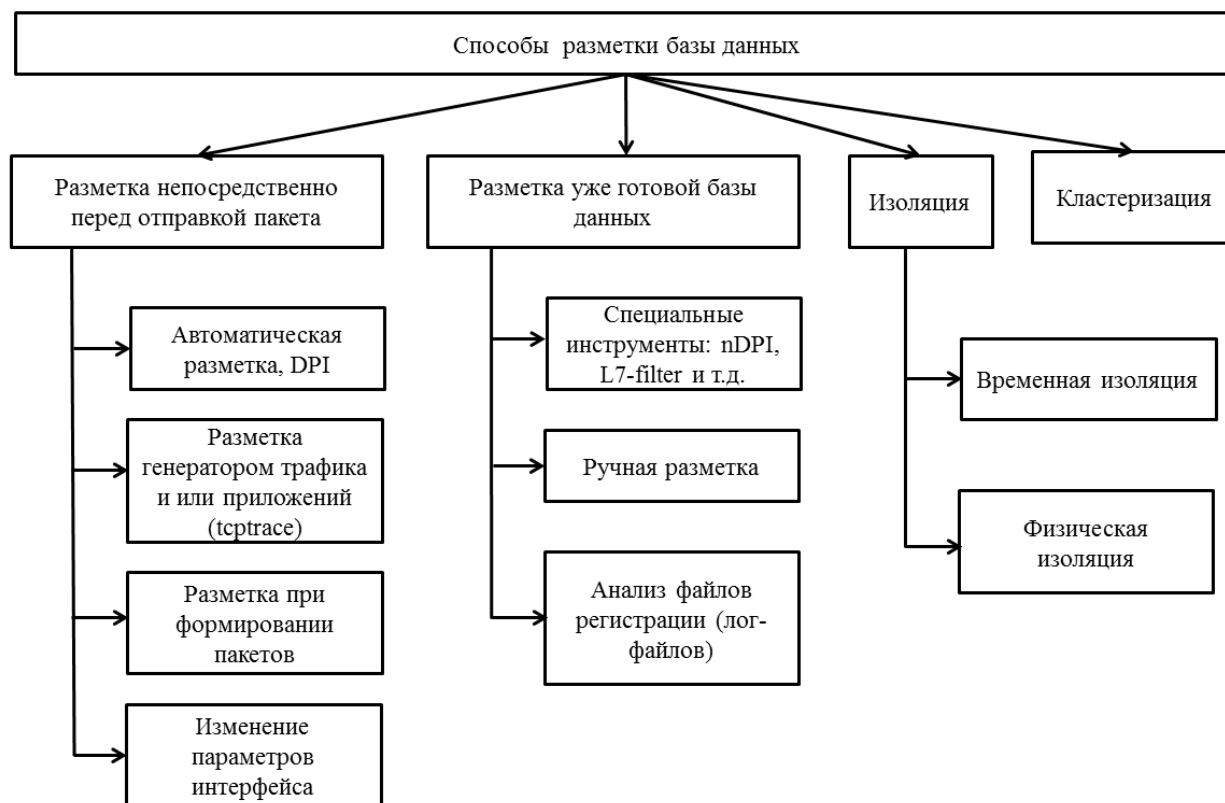 Способы разметки базы данных
Разметка непосредственно
перед отправкой пакета
Разметка уже готовой базы
данных
Изоляция
Кластеризация
Автоматическая
разметка, DPI
Разметка
генератором трафика
и или приложений
(tcptrace)
Разметка при
формировании
пакетов
Изменение
параметров
интерфейса
Специальные
инструменты: nDPI,
L7-filter и т.д.
Ручная разметка
Анализ файлов
регистрации (лог-
файлов)
Временная изоляция
Физическая
изоляция